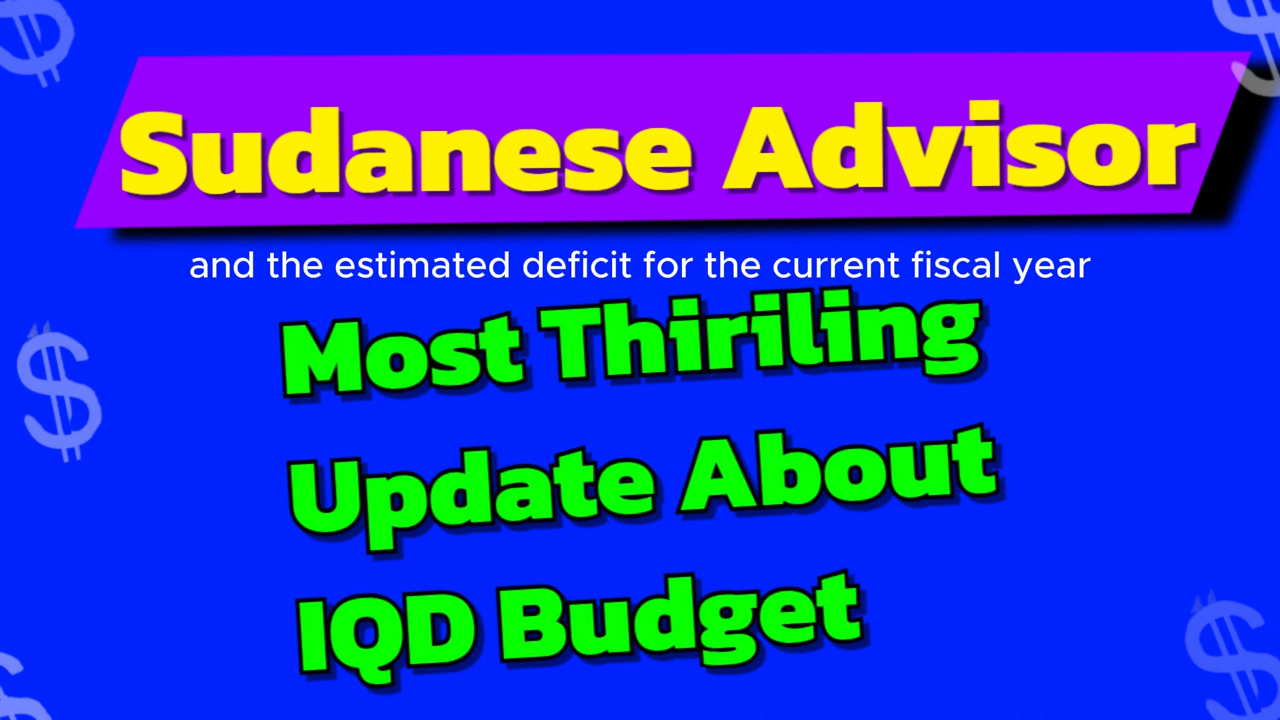 Sudanese Advisor
and the estimated deficit for the current fiscal year
Most Thiriling
Update About
IQD Budget